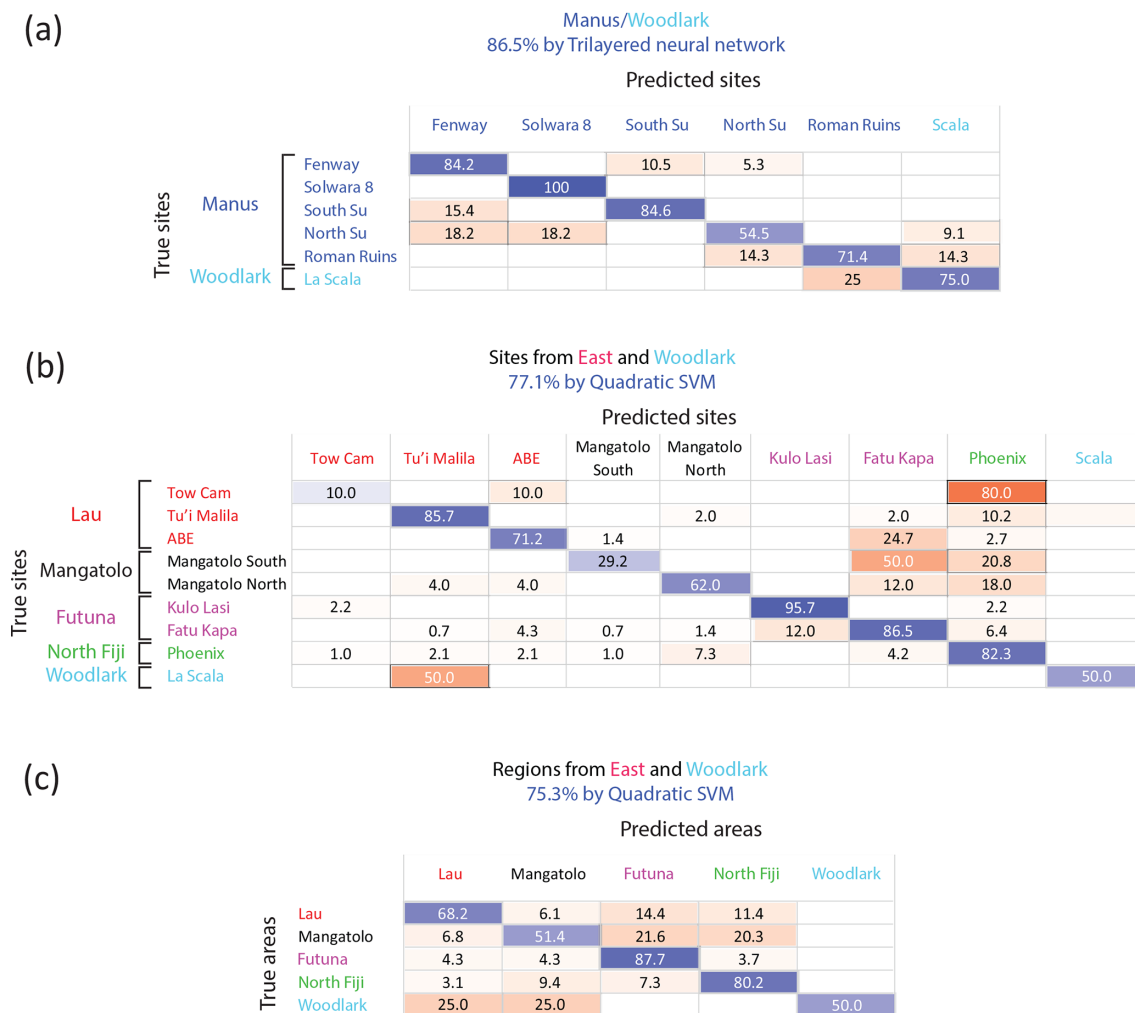 (a)
Manus/Woodlark
86.5% by Trilayered neural network
Predicted sites
Fenway Solwara 8 South Su North Su Roman Ruins Scala
True sites
Manus
Woodlark
Fenway 84.2 10.5 5.3
Solwara 8 100
South Su 15.4 84.6
North Su 18.2 18.2 54.5 9.1
Roman Ruins 14.3 71.4 14.3
La Scala 25 75.0
(b)
Sites from East and Woodlark
77.1% by Quadratic SVM
Predicted sites
Tow Cam Tu'i Malila ABE Mangatolo South Mangatolo North Kulo Lasi Fatu Kapa Phoenix Scala
True sites
Lau
Mangatolo
Futuna
North Fiji
Woodlark
Tow Cam 10.0 10.0 80.0
Tu'i Malila 85.7 2.0 2.0 10.2
ABE 71.2 1.4 24.7 2.7
Mangatolo South 29.2 50.0 20.8
Mangatolo North 4.0 4.0 62.0 12.0 18.0
Kulo Lasi 2.2 95.7 2.2
Fatu Kapa 0.7 4.3 0.7 1.4 12.0 86.5 6.4
Phoenix 1.0 2.1 2.1 1.0 7.3 4.2 82.3
La Scala 50.0 50.0
(c)
Regions from East and Woodlark
75.3% by Quadratic SVM
Predicted areas
Lau Mangatolo Futuna North Fiji Woodlark
True areas
Lau 68.2 6.1 14.4 11.4
Mangatolo 6.8 51.4 21.6 20.3
Futuna 4.3 4.3 87.7 3.7
North Fiji 3.1 9.4 7.3 80.2
Woodlark 25.0 25.0 50.0